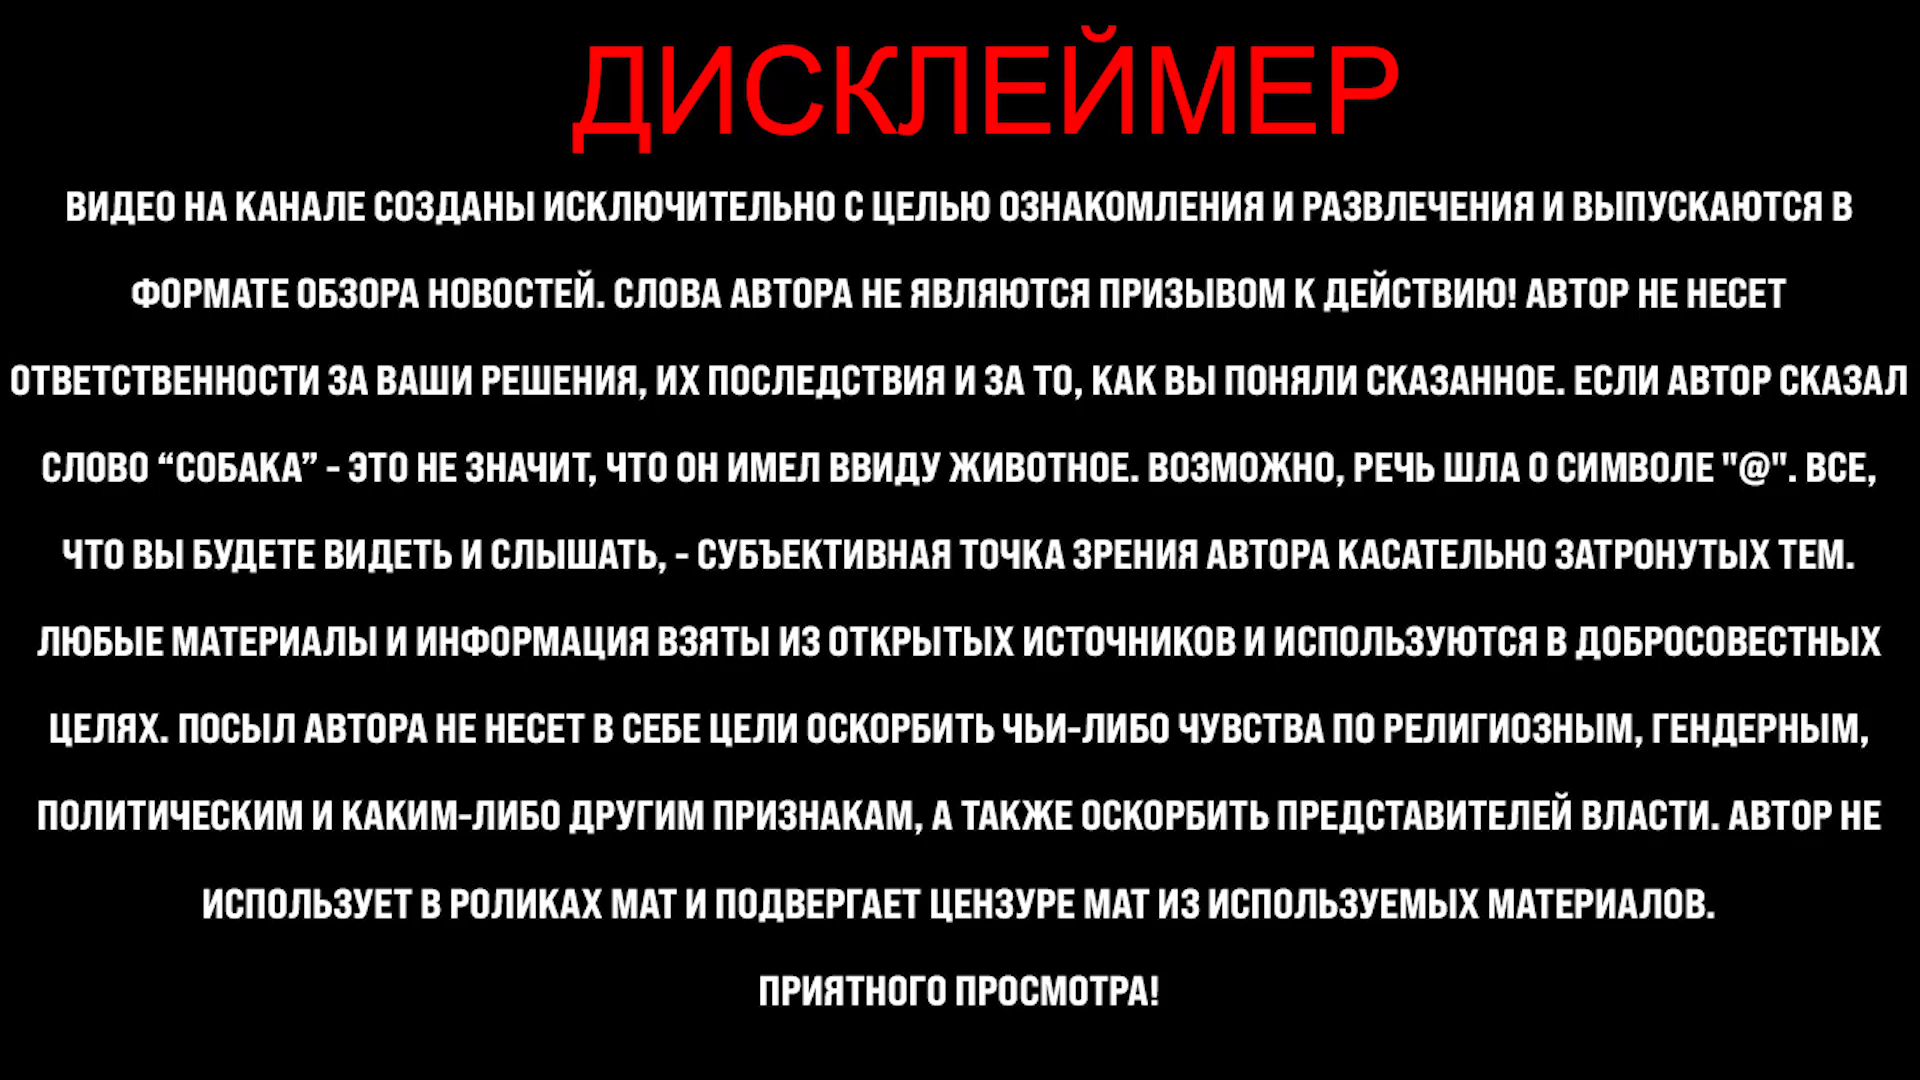 ДИСКЛЕЙМЕР
ВИДЕО НА КАНАЛЕ СОЗДАНЫ ИСКЛЮЧИТЕЛЬНО С ЦЕЛЬЮ ОЗНАКОМЛЕНИЯ И РАЗВЛЕЧЕНИЯ И ВЫПУСКАЮТСЯ В
ФОРМАТЕ ОБЗОРА НОВОСТЕЙ. СЛОВА АВТОРА НЕ ЯВЛЯЮТСЯ ПРИЗЫВОМ К ДЕЙСТВИЮ! АВТОР НЕ НЕСЕТ
ОТВЕТСТВЕННОСТИ ЗА ВАШИ РЕШЕНИЯ, ИХ ПОСЛЕДСТВИЯ И ЗА ТО, КАК ВЫ ПОНЯЛИ СКАЗАННОЕ. ЕСЛИ АВТОР СКАЗАЛ
СЛОВО “СОБАКА” - ЭТО НЕ ЗНАЧИТ, ЧТО ОН ИМЕЛ ВВИДУ ЖИВОТНОЕ. ВОЗМОЖНО, РЕЧЬ ШЛА О СИМВОЛЕ "@". ВСЕ,
ЧТО ВЫ БУДЕТЕ ВИДЕТЬ И СЛЫШАТЬ, - СУБЪЕКТИВНАЯ ТОЧКА ЗРЕНИЯ АВТОРА КАСАТЕЛЬНО ЗАТРОНУТЫХ ТЕМ.
ЛЮБЫЕ МАТЕРИАЛЫ И ИНФОРМАЦИЯ ВЗЯТЫ ИЗ ОТКРЫТЫХ ИСТОЧНИКОВ И ИСПОЛЬЗУЮТСЯ В ДОБРОСОВЕСТНЫХ
ЦЕЛЯХ. ПОСЫЛ АВТОРА НЕ НЕСЕТ В СЕБЕ ЦЕЛИ ОСКОРБИТЬ ЧЬИ-ЛИБО ЧУВСТВА ПО РЕЛИГИОЗНЫМ, ГЕНДЕРНЫМ,
ПОЛИТИЧЕСКИМ И КАКИМ-ЛИБО ДРУГИМ ПРИЗНАКАМ, А ТАКЖЕ ОСКОРБИТЬ ПРЕДСТАВИТЕЛЕЙ ВЛАСТИ. АВТОР НЕ
ИСПОЛЬЗУЕТ В РОЛИКАХ МАТ И ПОДВЕРГАЕТ ЦЕНЗУРЕ МАТ ИЗ ИСПОЛЬЗУЕМЫХ МАТЕРИАЛОВ.
ПРИЯТНОГО ПРОСМОТРА!